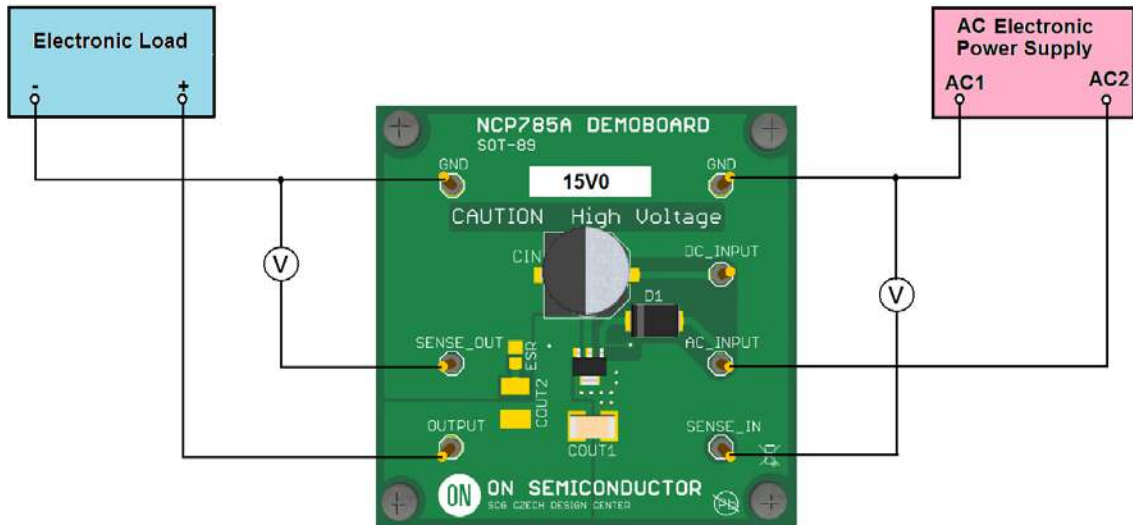 Electronic Load
- +
AC Electronic
Power Supply
AC1 AC2
NCP785A DEMOBOARD
SOT-89
GND GND
15V0
CAUTION High Voltage
CIN
DC_INPUT
V
V
D1
SENSE_OUT
ESR
AC_INPUT
COUT2
OUTPUT
COUT1
SENSE_IN
ON
ON SEMICONDUCTOR
SCG CZECH DESIGN CENTER
Pb